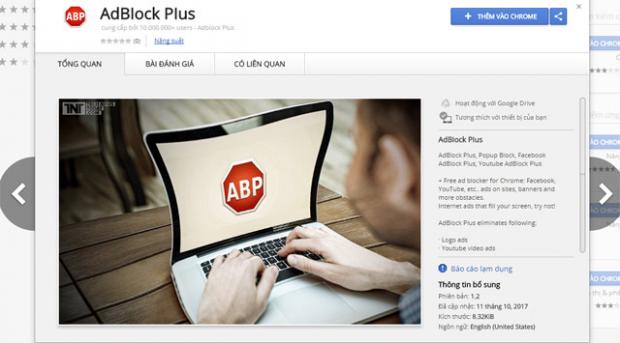 ABP
AdBlock Plus
cung cấp bởi 10,000,000+ users - Adblock Plus
(0) Năng suất
THÊM VÀO CHROME
TỔNG QUAN
BÀI ĐÁNH GIÁ
CÓ LIÊN QUAN
TNT
ABP
Hoạt động với Google Drive
Tương thích với thiết bị của bạn
AdBlock Plus
AdBlock Plus, Popup Block, Facebook
AdBlock Plus, Youtube AdBlock Plus
+ Free ad blocker for Chrome: Facebook,
YouTube, etc.. ads on sites, banners and
more obstacles.
Internet ads that fill your screen, try not!
AdBlock Plus eliminates following:
· Logo ads
· Youtube video ads
Báo cáo lạm dụng
Thông tin bổ sung
Phiên bản: 1.2
Đã cập nhật: 11 tháng 10, 2017
Kích thước: 8.32KiB
Ngôn ngữ: English (United States)